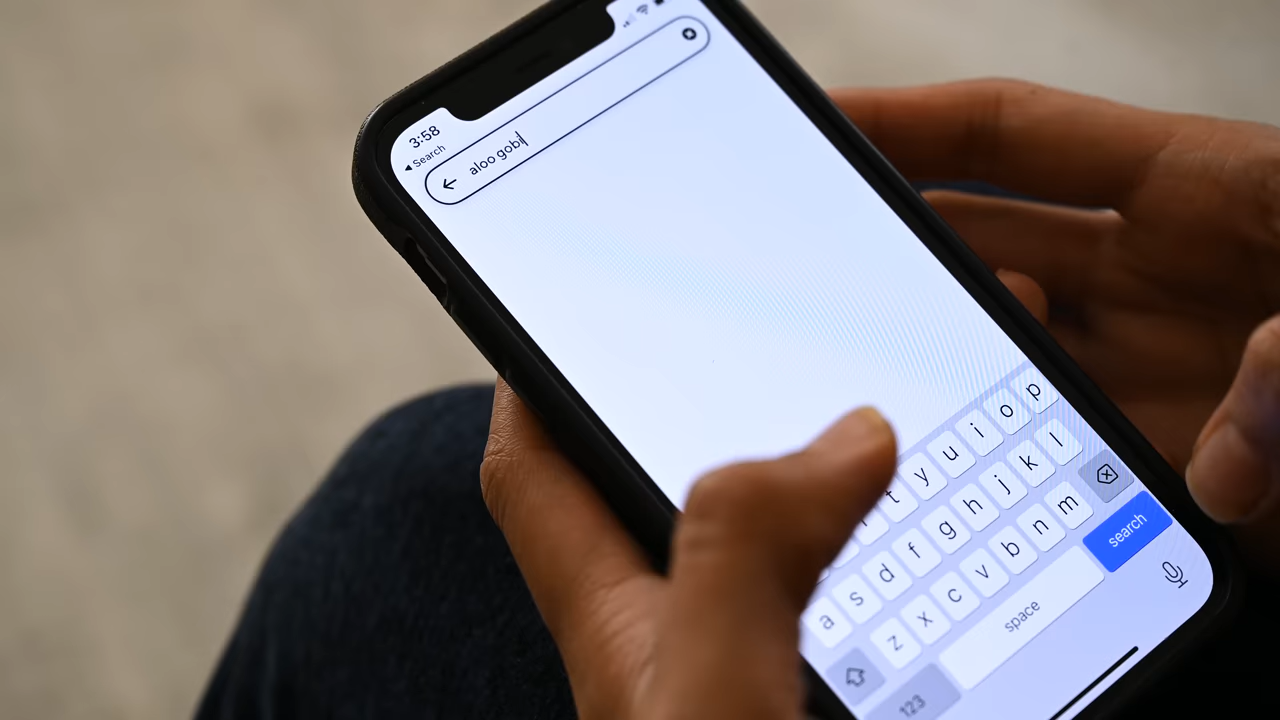 3:58
◀ Search
aloo gobi
t y u i o p
a s d f g h j k l
z x c v b n m
123 space search